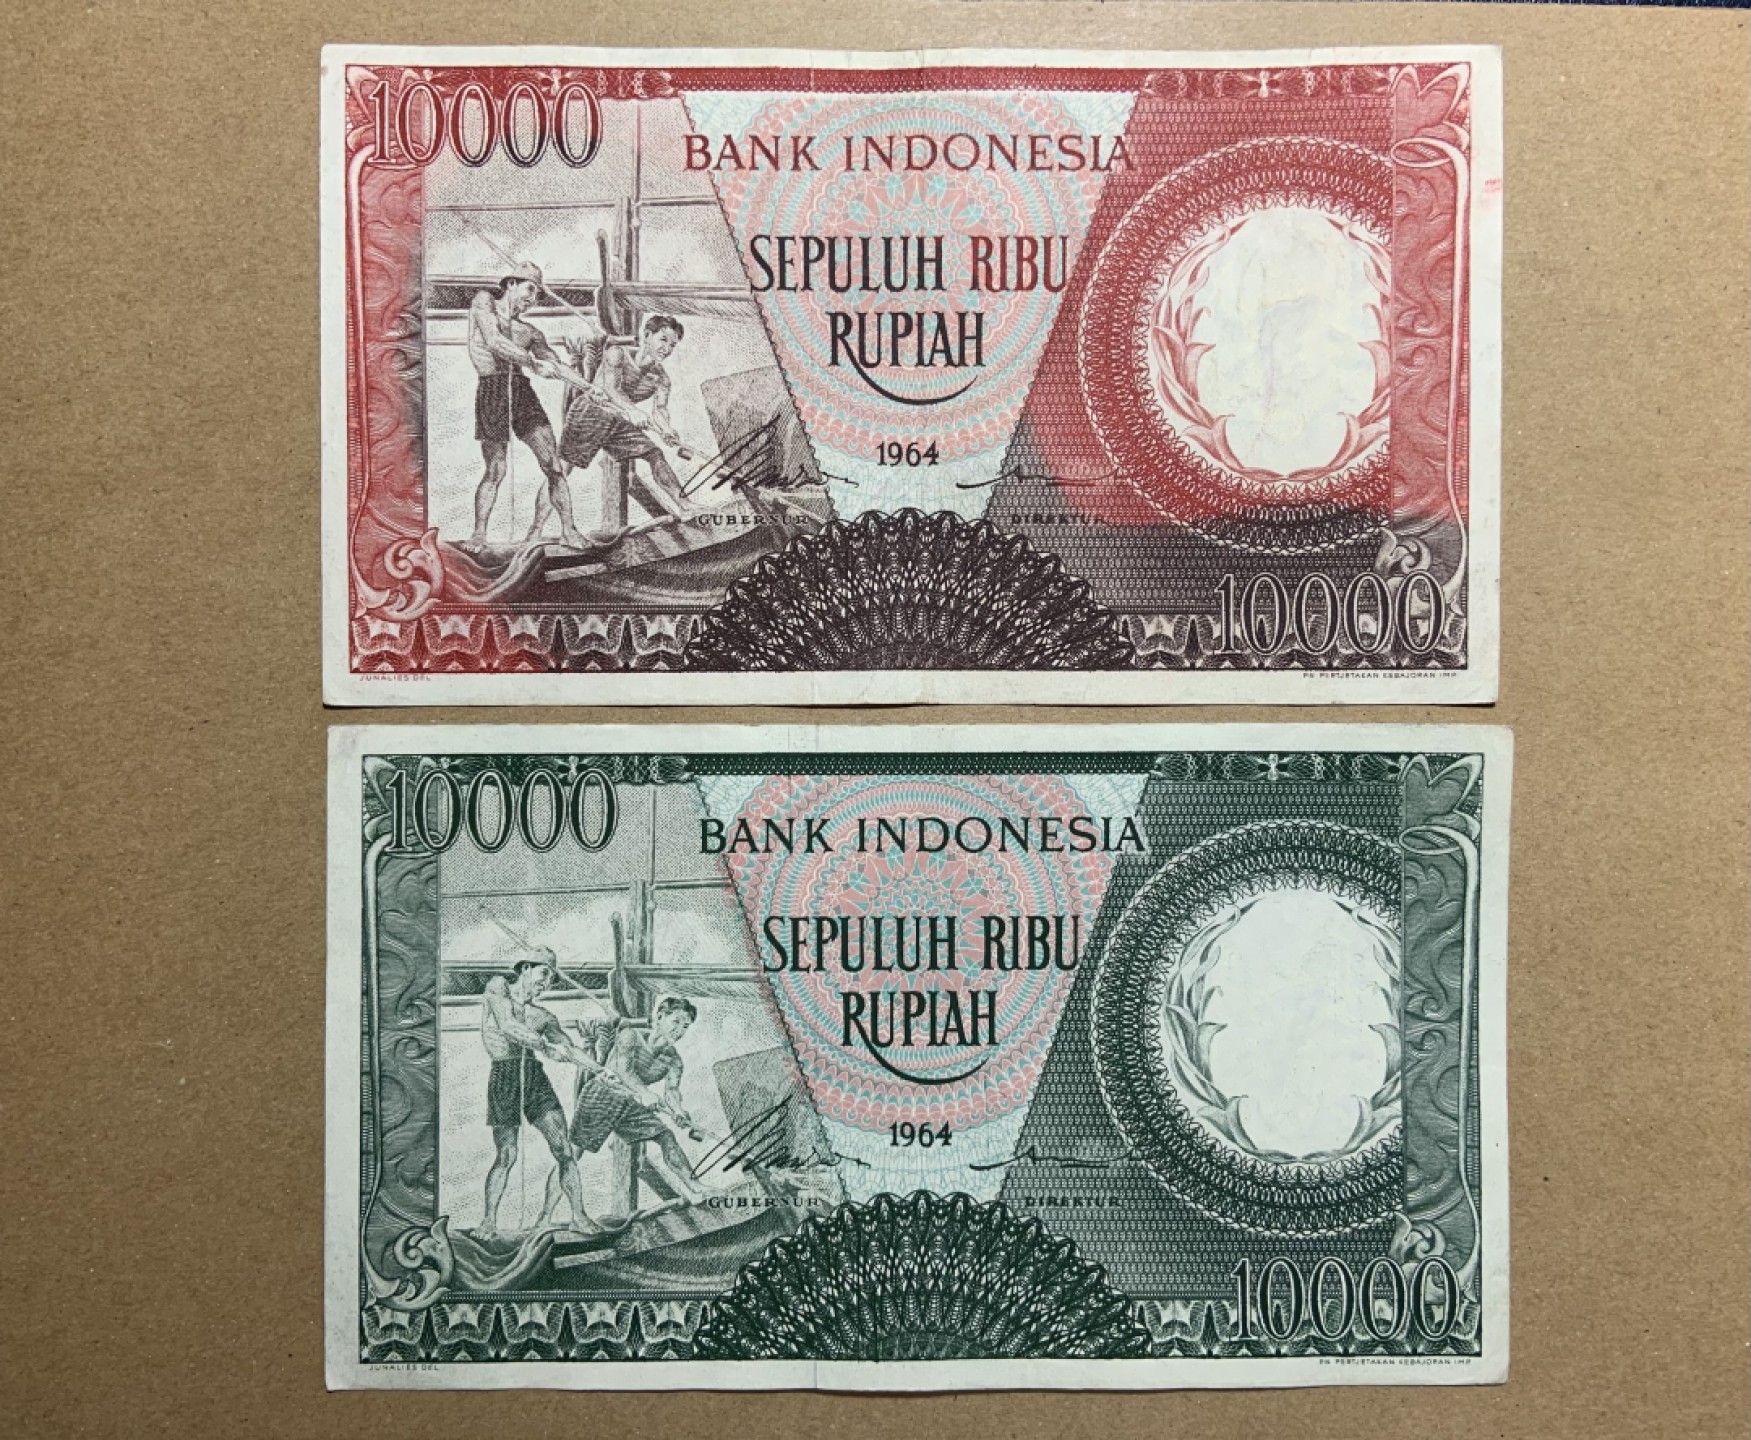 10000
BANK INDONESIA
SEPULUH RIBU
RUPIAH
1964
GUBERNUR
DIREKTUR
10000
JUNALIES DEL.
PN PERTJETAKAN KEBAJORAN IMP.
10000
BANK INDONESIA
SEPULUH RIBU
RUPIAH
1964
GUBERNUR
DIREKTUR
10000
JUNALIES DEL.
PN PERTJETAKAN KEBAJORAN IMP.